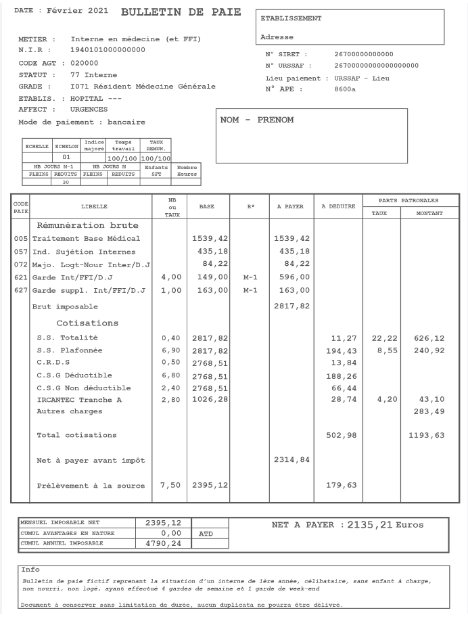 DATE : Février 2021 BULLETIN DE PAIE
ETABLISSEMENT
Adresse
METIER : Interne en médecine (et FFI)
N.I.R : 1940101000000000
CODE AGT : 020000
STATUT : 77 Interne
GRADE : I071 Résident Médecine Générale
ETABLIS. : HOPITAL ---
AFFECT : URGENCES
Mode de paiement : bancaire
N° SIRET : 26700000000000
N° URSSAF : 26700000000000000000
Lieu paiement : URSSAF - Lieu
N° APE : 8600a
NOM - PRENOM
ECHELLE ECHELON Indice majoré Temps travail TAUX REMUN.
01 100/100 100/100
NB JOURS N-1 NB JOURS N Enfants Nombre
PLEINS REDUITS PLEINS REDUITS SFT Heures
30
CODE PAIE LIBELLE NB ou TAUX BASE B* A PAYER A DEDUIRE PARTS PATRONALES
TAUX MONTANT
Rémunération brute
005 Traitement Base Médical 1539,42 1539,42
057 Ind. Sujétion Internes 435,18 435,18
072 Majo. Logt-Nour Inter/D.J 84,22 84,22
621 Garde Int/FFI/D.J 4,00 149,00 M-1 596,00
627 Garde suppl. Int/FFI/D.J 1,00 163,00 M-1 163,00
Brut imposable 2817,82
Cotisations
S.S. Totalité 0,40 2817,82 11,27 22,22 626,12
S.S. Plafonnée 6,90 2817,82 194,43 8,55 240,92
C.R.D.S 0,50 2768,51 13,84
C.S.G Déductible 6,80 2768,51 188,26
C.S.G Non déductible 2,40 2768,51 66,44
IRCANTEC Tranche A 2,80 1026,28 28,74 4,20 43,10
Autres charges 283,49
Total cotisations 502,98 1193,63
Net à payer avant impôt 2314,84
Prélèvement à la source 7,50 2395,12 179,63
MENSUEL IMPOSABLE NET 2395,12
CUMUL AVANTAGES EN NATURE 0,00 ATD
CUMUL ANNUEL IMPOSABLE 4790,24
NET A PAYER : 2135,21 Euros
Info
Bulletin de paie fictif reprenant la situation d'un interne de 1ère année, célibataire, sans enfant à charge,
non nourri, non logé, ayant effectué 4 gardes de semaine et 1 garde de week-end
Document à conserver sans limitation de durée, aucun duplicata ne pourra être délivré.